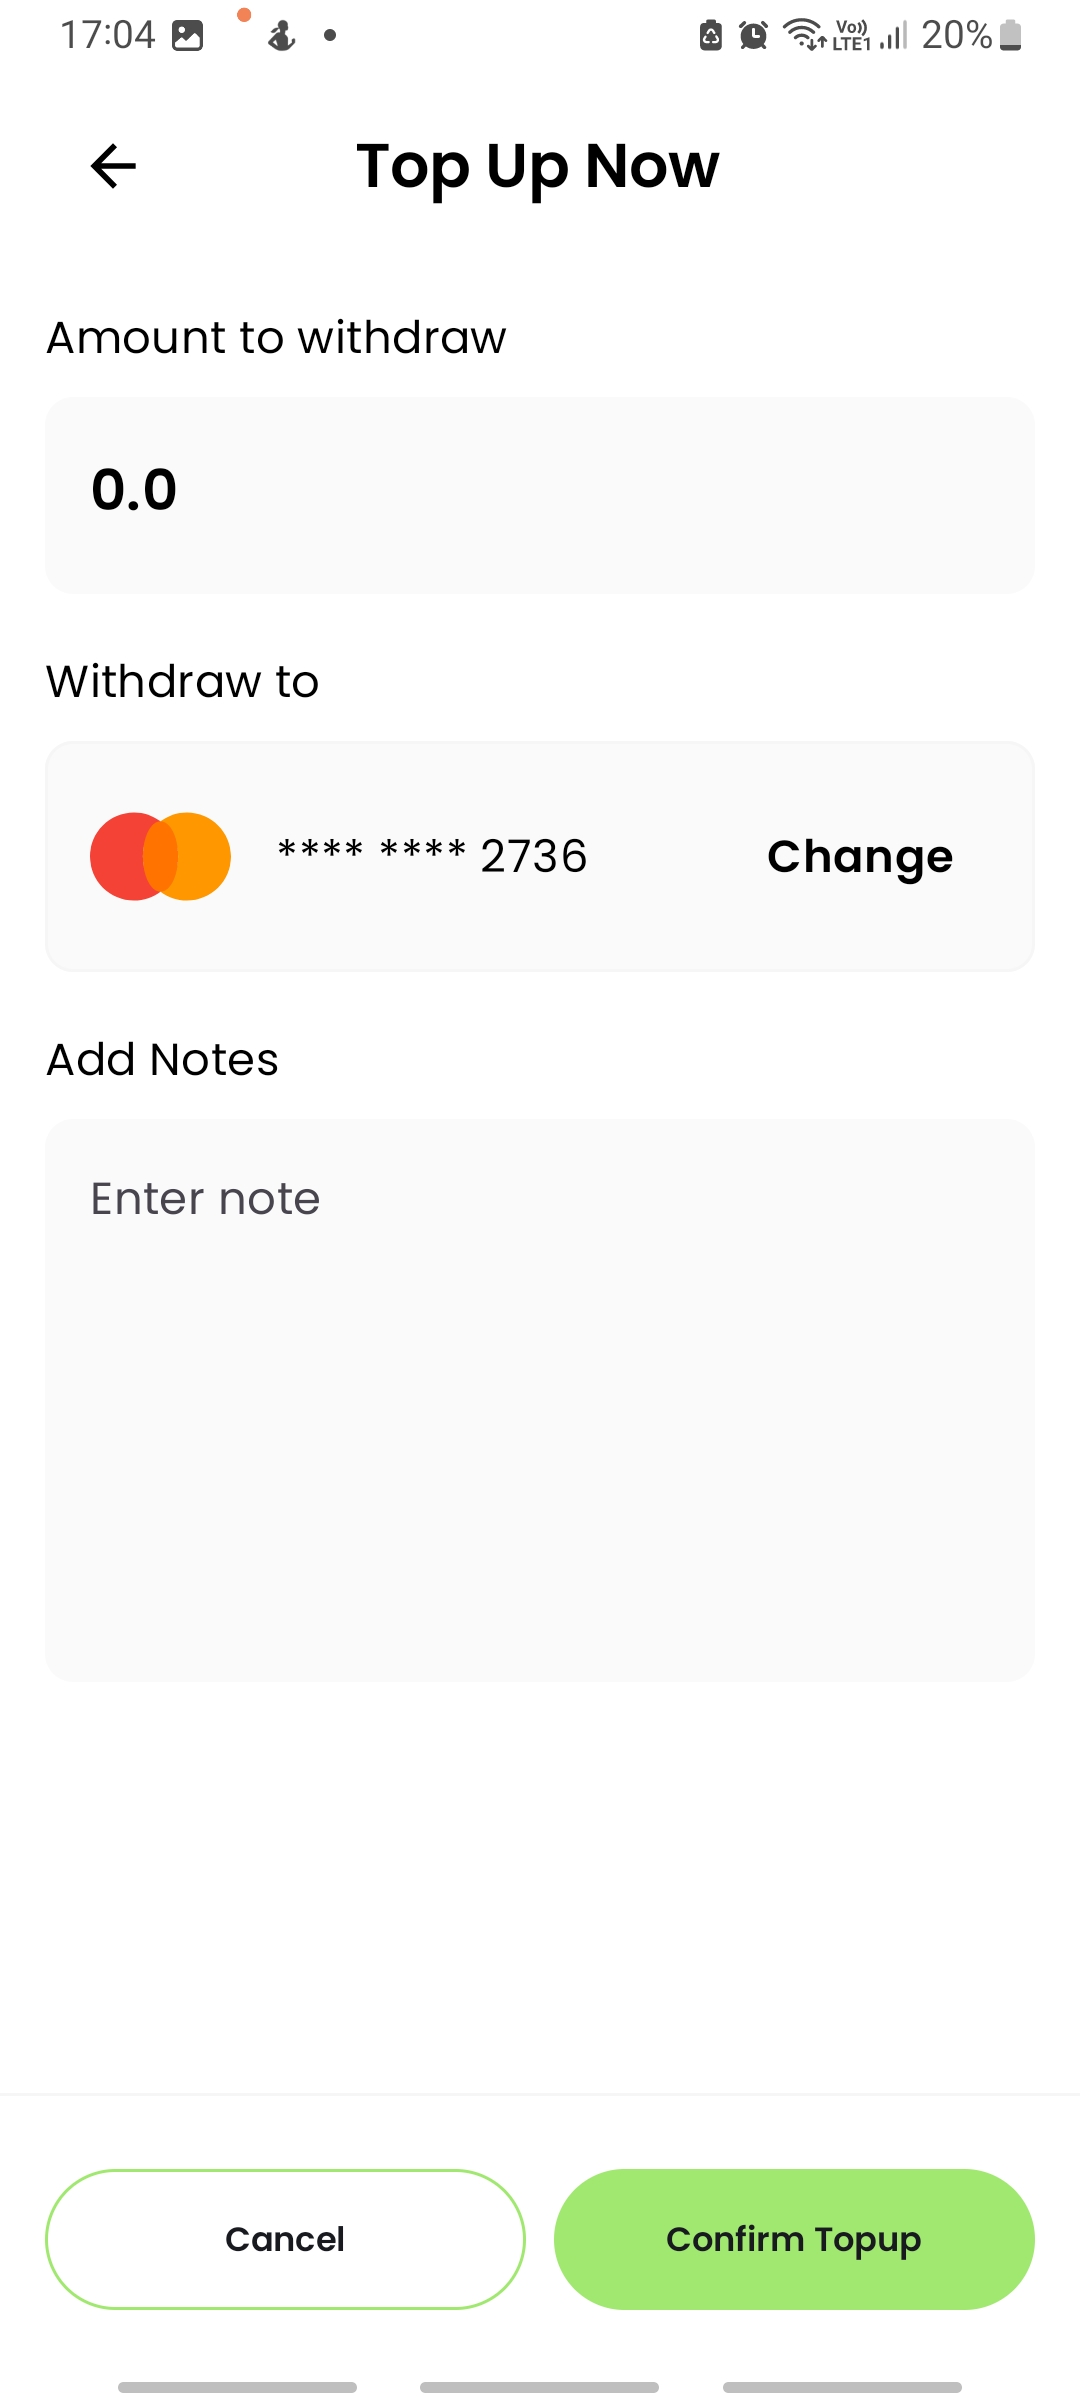 17:04 Vo)) LTE1 20%
Top Up Now
Amount to withdraw
0.0
Withdraw to
**** **** 2736 Change
Add Notes
Enter note
Cancel Confirm Topup